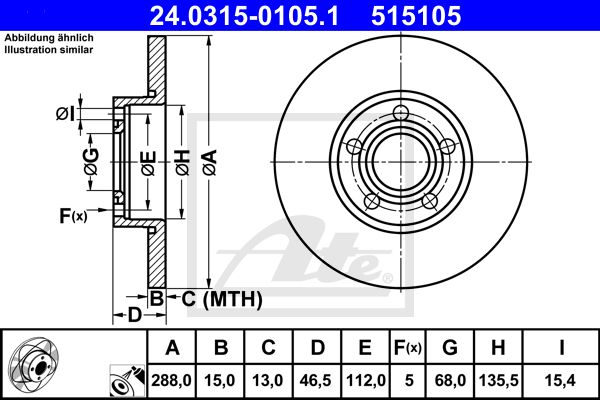 24.0315-0105.1 515105
Abbildung ähnlich
Illustration similar
ØI
ØG
ØE
ØH
ØA
F(x)
B
C (MTH)
D
Ate
A B C D E F(x) G H I
288,0 15,0 13,0 46,5 112,0 5 68,0 135,5 15,4